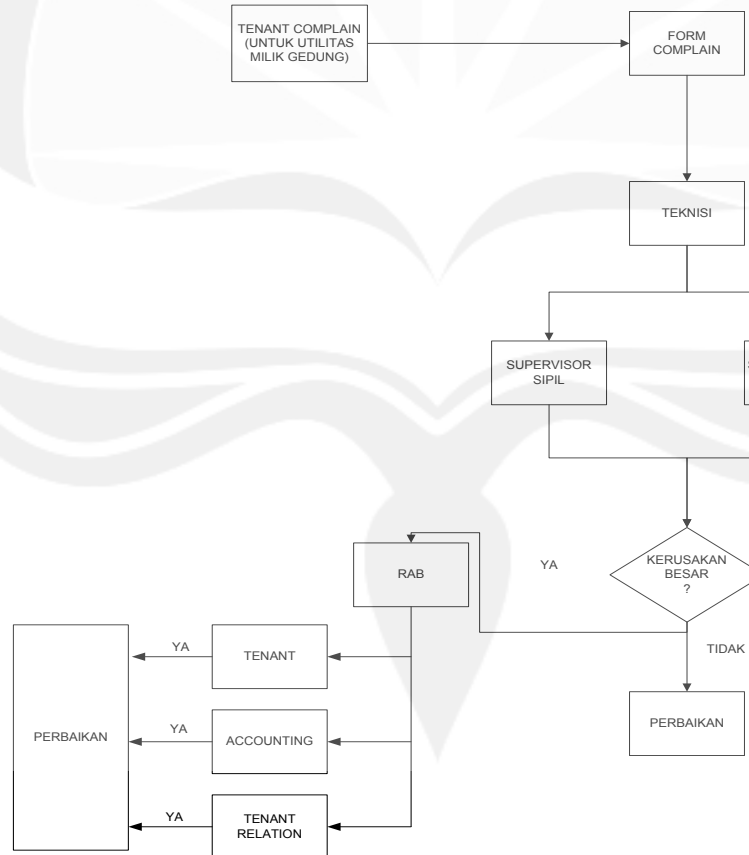 TENANT COMPLAIN
(UNTUK UTILITAS
MILIK GEDUNG)
FORM
COMPLAIN
TEKNISI
SUPERVISOR
SIPIL
KERUSAKAN
BESAR
?
YA
RAB
TIDAK
YA
TENANT
PERBAIKAN
YA
ACCOUNTING
PERBAIKAN
YA
TENANT
RELATION